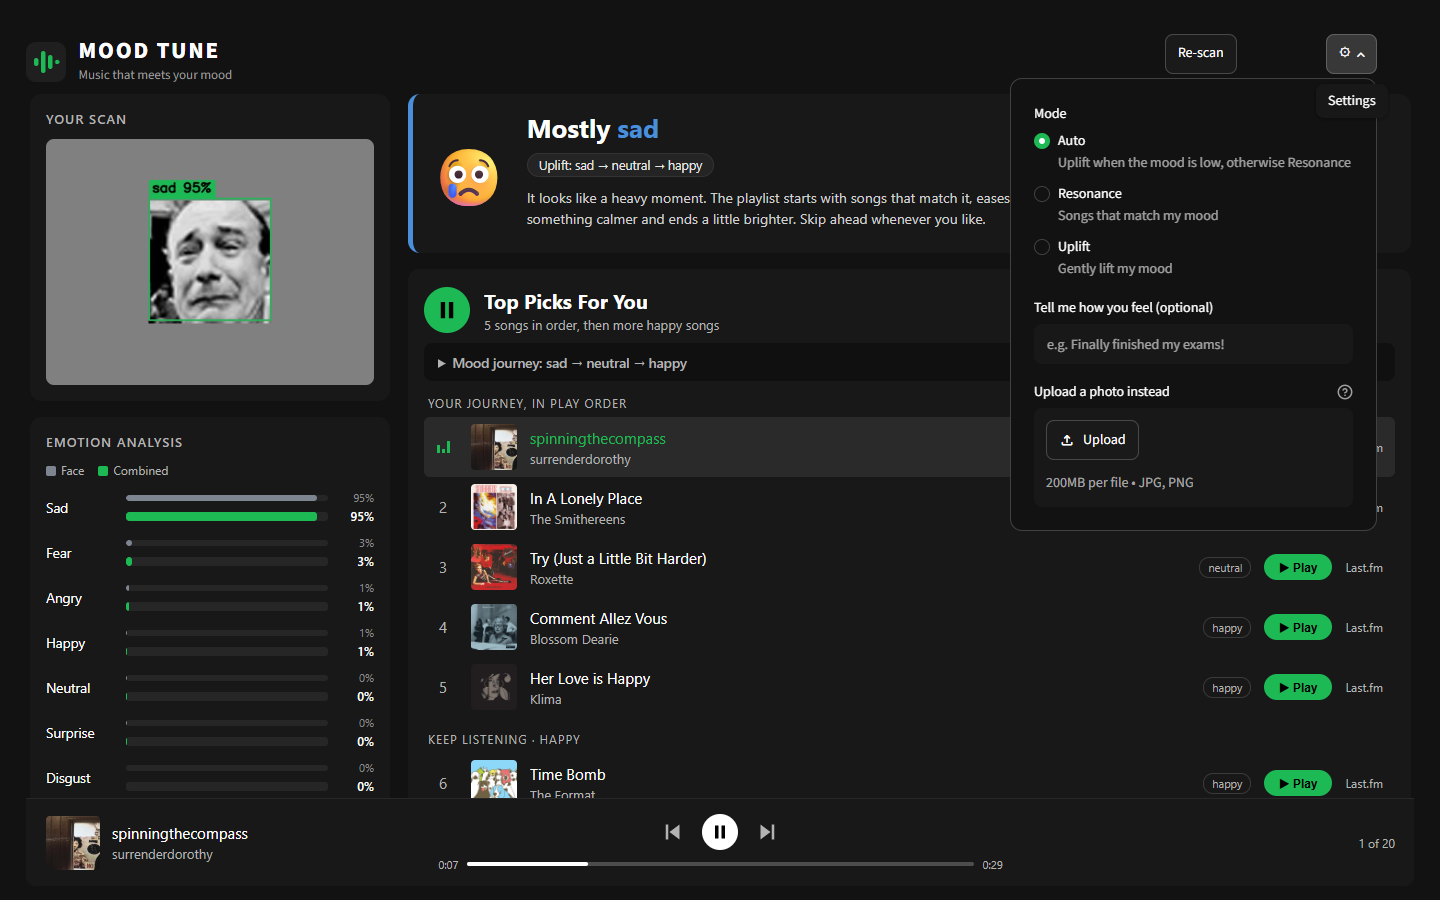 MOOD TUNE
Music that meets your mood
Re-scan
Settings
YOUR SCAN
sad 95%
EMOTION ANALYSIS
Face
Combined
Sad
95%
95%
Fear
3%
3%
Angry
1%
1%
Happy
1%
1%
Neutral
0%
0%
Surprise
0%
0%
Disgust
0%
0%
Mostly sad
Uplift: sad → neutral → happy
It looks like a heavy moment. The playlist starts with songs that match it, eases
something calmer and ends a little brighter. Skip ahead whenever you like.
Top Picks For You
5 songs in order, then more happy songs
Mood journey: sad → neutral → happy
YOUR JOURNEY, IN PLAY ORDER
spinningthecompass
surrenderdorothy
2
In A Lonely Place
The Smithereens
3
Try (Just a Little Bit Harder)
Roxette
neutral
Play
Last.fm
4
Comment Allez Vous
Blossom Dearie
happy
Play
Last.fm
5
Her Love is Happy
Klima
happy
Play
Last.fm
KEEP LISTENING · HAPPY
6
Time Bomb
The Format
happy
Play
Last.fm
Mode
Auto
Uplift when the mood is low, otherwise Resonance
Resonance
Songs that match my mood
Uplift
Gently lift my mood
Tell me how you feel (optional)
e.g. Finally finished my exams!
Upload a photo instead
Upload
200MB per file • JPG, PNG
spinningthecompass
surrenderdorothy
0:07
0:29
1 of 20